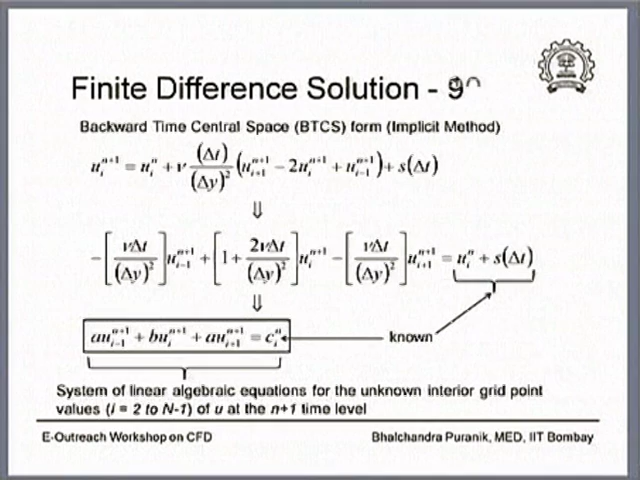 Finite Difference Solution - 9
Backward Time Central Space (BTCS) form (Implicit Method)
u_i^{n+1} = u_i^n + ν (Δt)/(Δy)² (u_{i+1}^{n+1} − 2u_i^{n+1} + u_{i−1}^{n+1}) + s(Δt)
⇓
−[νΔt/(Δy)²] u_{i−1}^{n+1} + [1 + 2νΔt/(Δy)²] u_i^{n+1} − [νΔt/(Δy)²] u_{i+1}^{n+1} = u_i^n + s(Δt)
⇓
au_{i−1}^{n+1} + bu_i^{n+1} + au_{i+1}^{n+1} = c_i^n
known
System of linear algebraic equations for the unknown interior grid point
values (i = 2 to N-1) of u at the n+1 time level
E-Outreach Workshop on CFD
Bhalchandra Puranik, MED, IIT Bombay